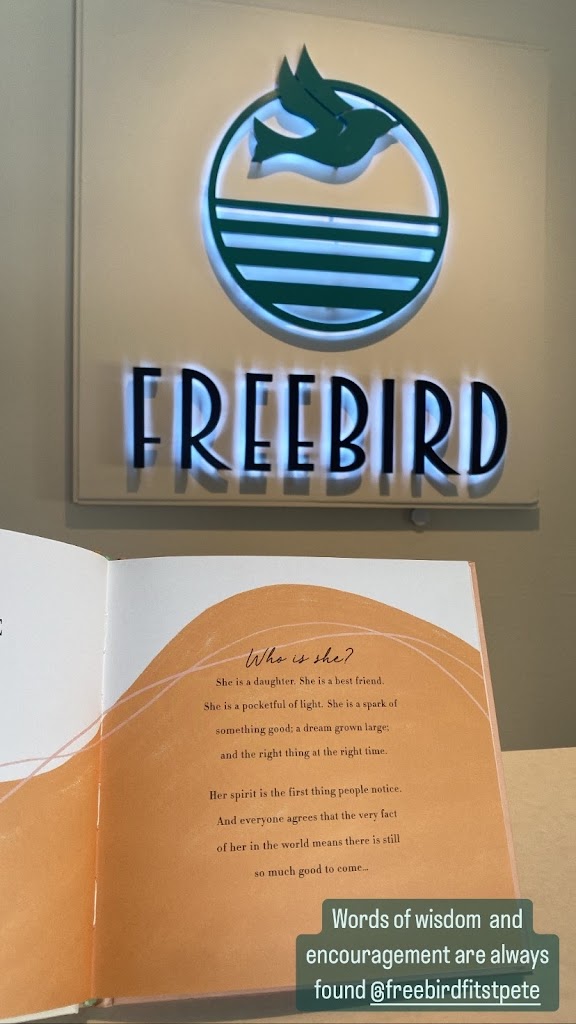 FREEBIRD
Who is she?
She is a daughter. She is a best friend.
She is a pocketful of light. She is a spark of
something good; a dream grown large;
and the right thing at the right time.
Her spirit is the first thing people notice.
And everyone agrees that the very fact
of her in the world means there is still
so much good to come...
Words of wisdom and
encouragement are always
found @freebirdfitstpete